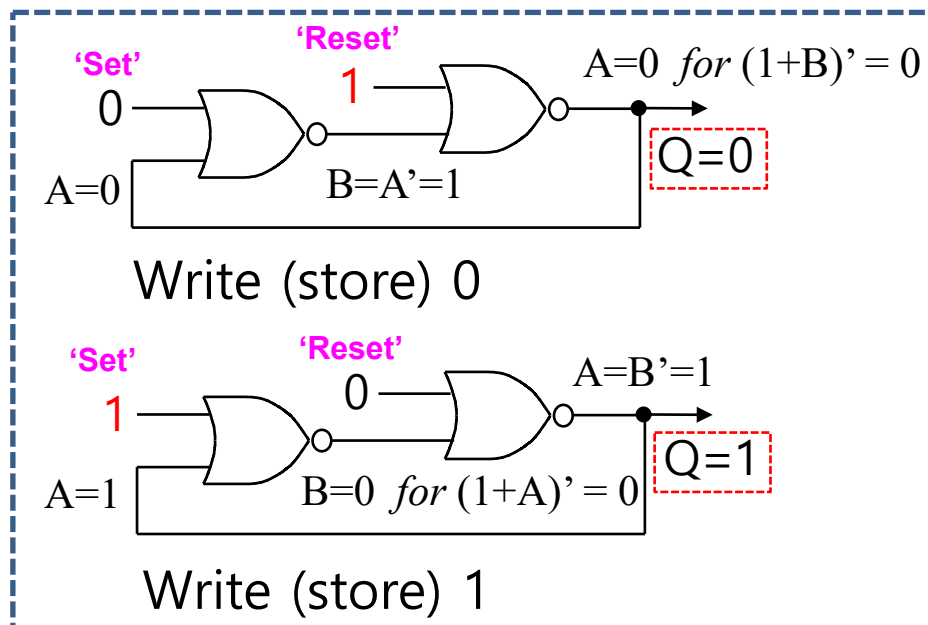 ‘Reset’
‘Set’
A=0 for (1+B)’ = 0
1
0
Q=0
A=0
B=A’=1
Write (store) 0
‘Reset’
‘Set’
A=B’=1
0
1
Q=1
A=1
B=0 for (1+A)’ = 0
Write (store) 1